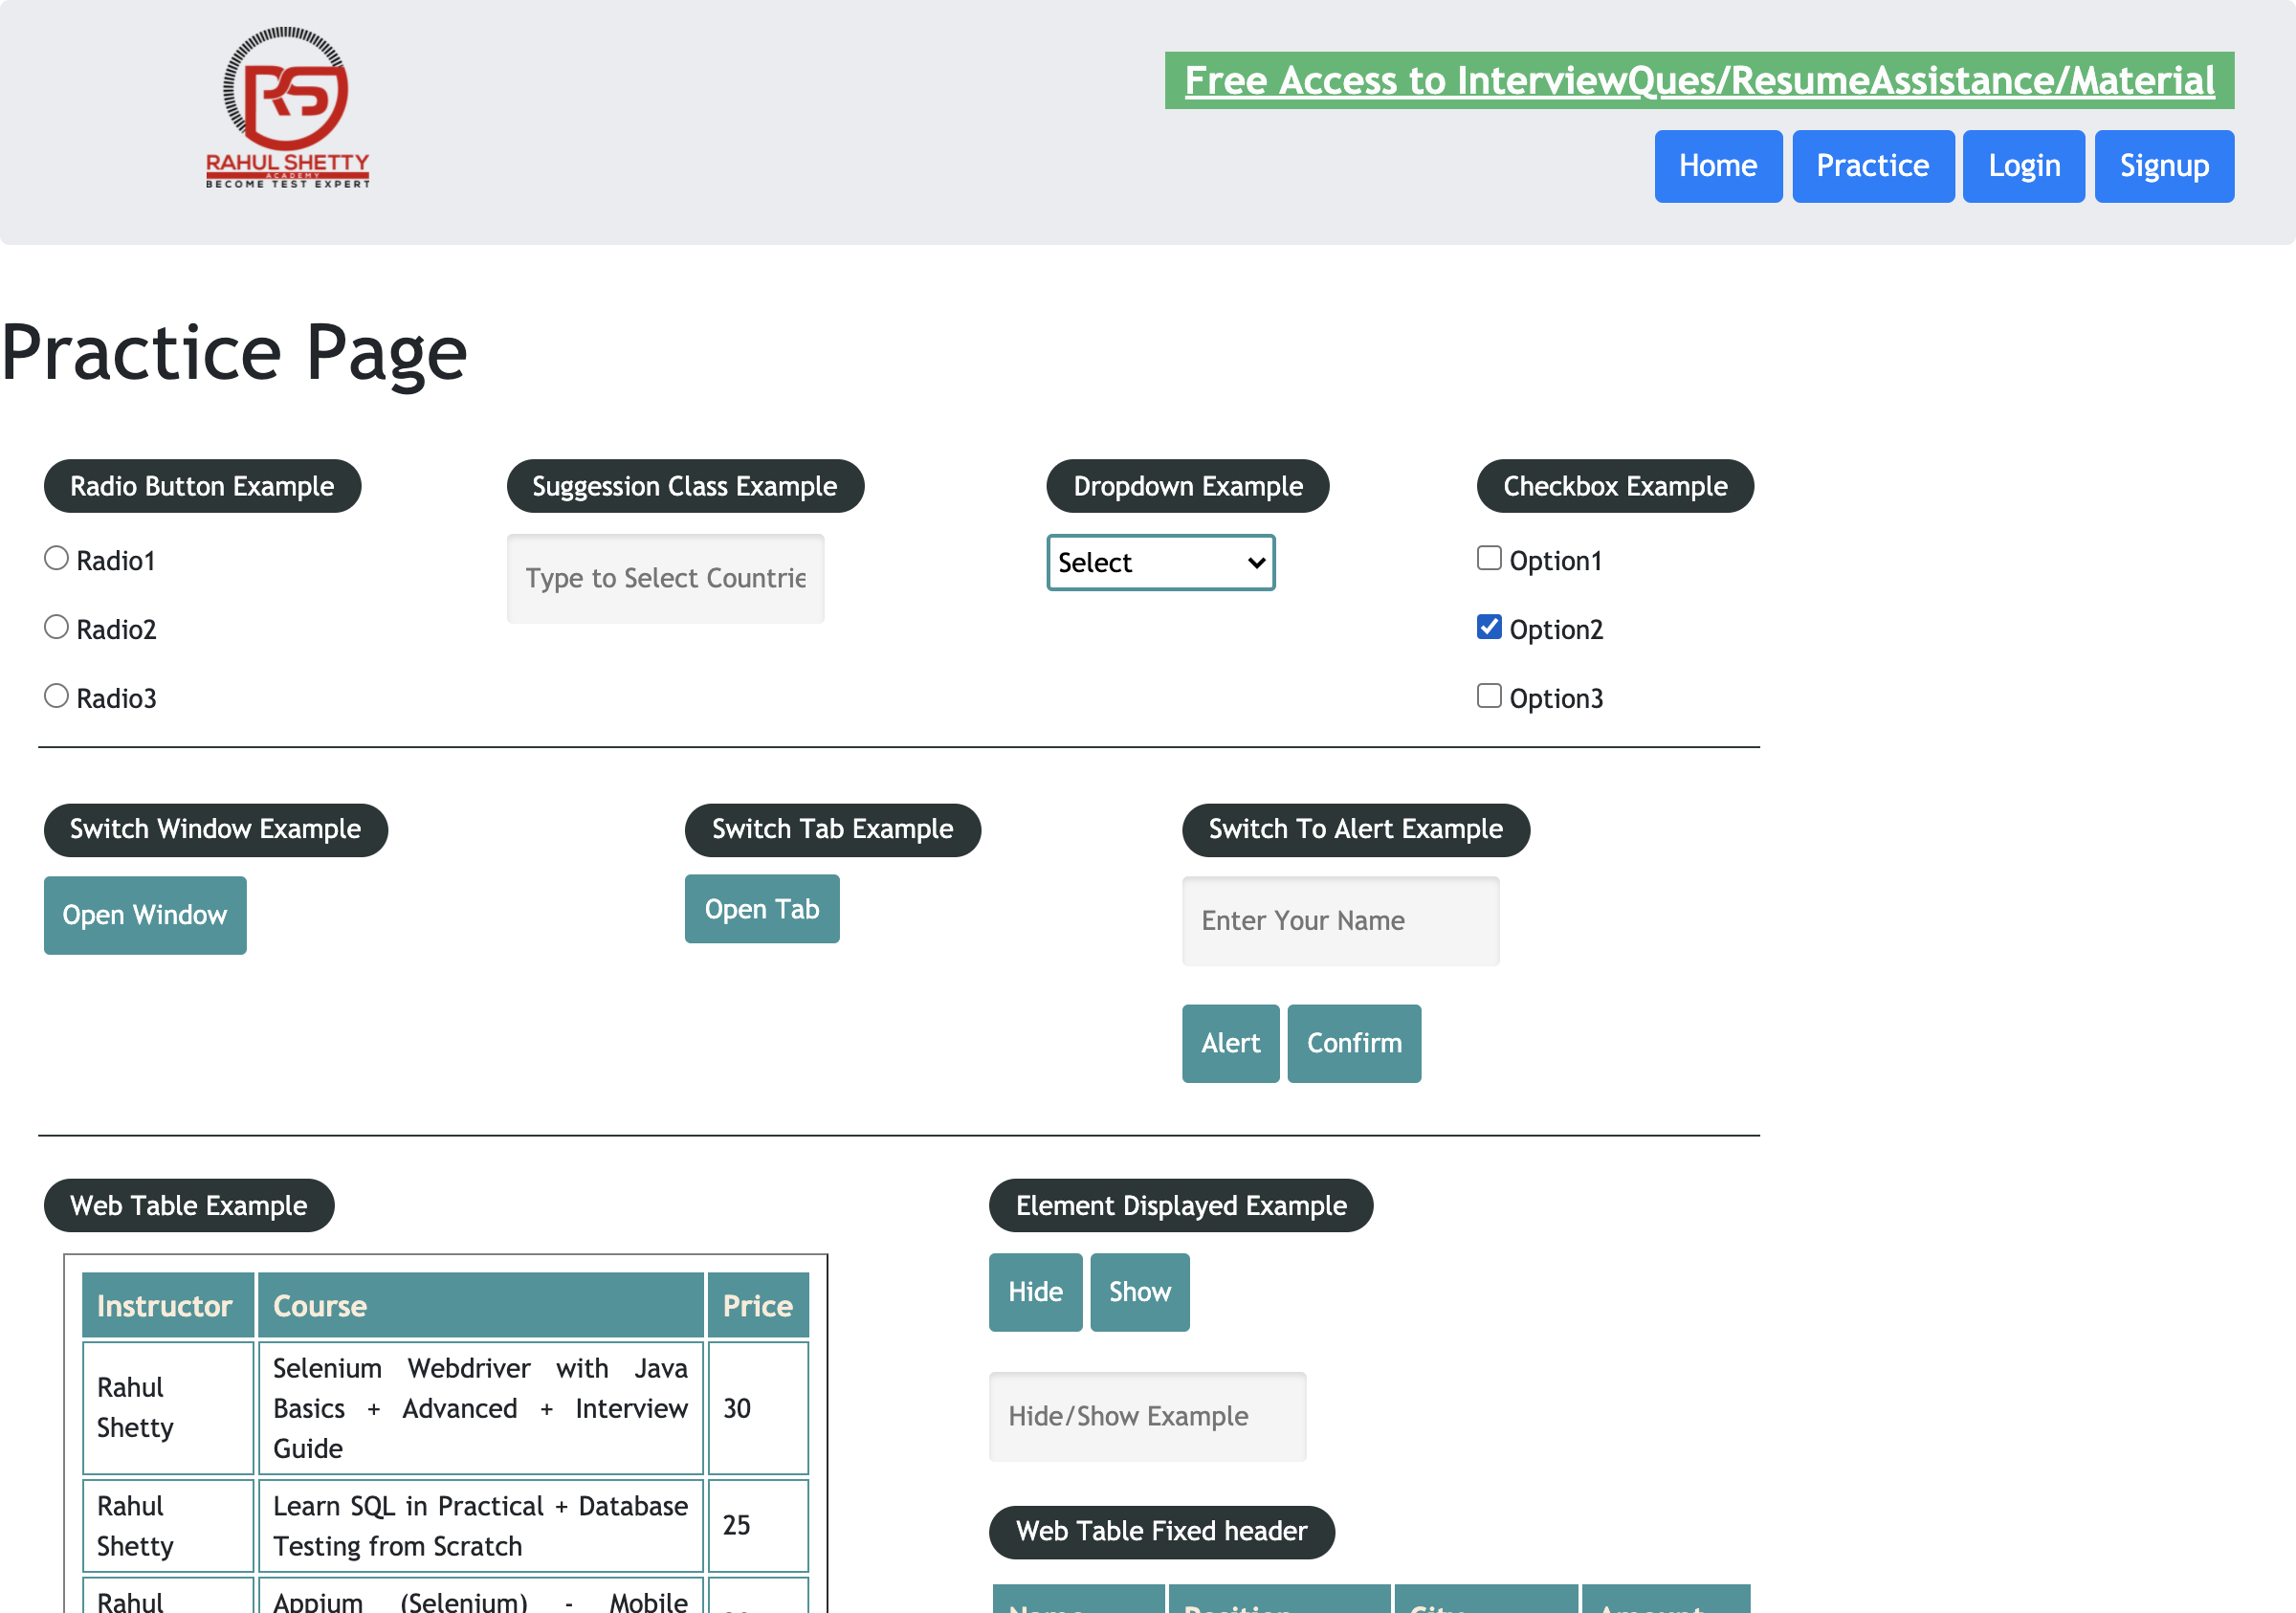 RAHUL SHETTY
ACADEMY
BECOME TEST EXPERT
Free Access to InterviewQues/ResumeAssistance/Material
Home Practice Login Signup
Practice Page
Radio Button Example
Radio1
Radio2
Radio3
Suggession Class Example
Type to Select Countrie
Dropdown Example
Select
Checkbox Example
Option1
Option2
Option3
Switch Window Example
Open Window
Switch Tab Example
Open Tab
Switch To Alert Example
Enter Your Name
Alert Confirm
Web Table Example
Instructor Course Price
Rahul Shetty
Selenium Webdriver with Java
Basics + Advanced + Interview
Guide
30
Rahul Shetty
Learn SQL in Practical + Database
Testing from Scratch
25
Rahul
Appium (Selenium) - Mobile
Element Displayed Example
Hide Show
Hide/Show Example
Web Table Fixed header
Name Position City Amount